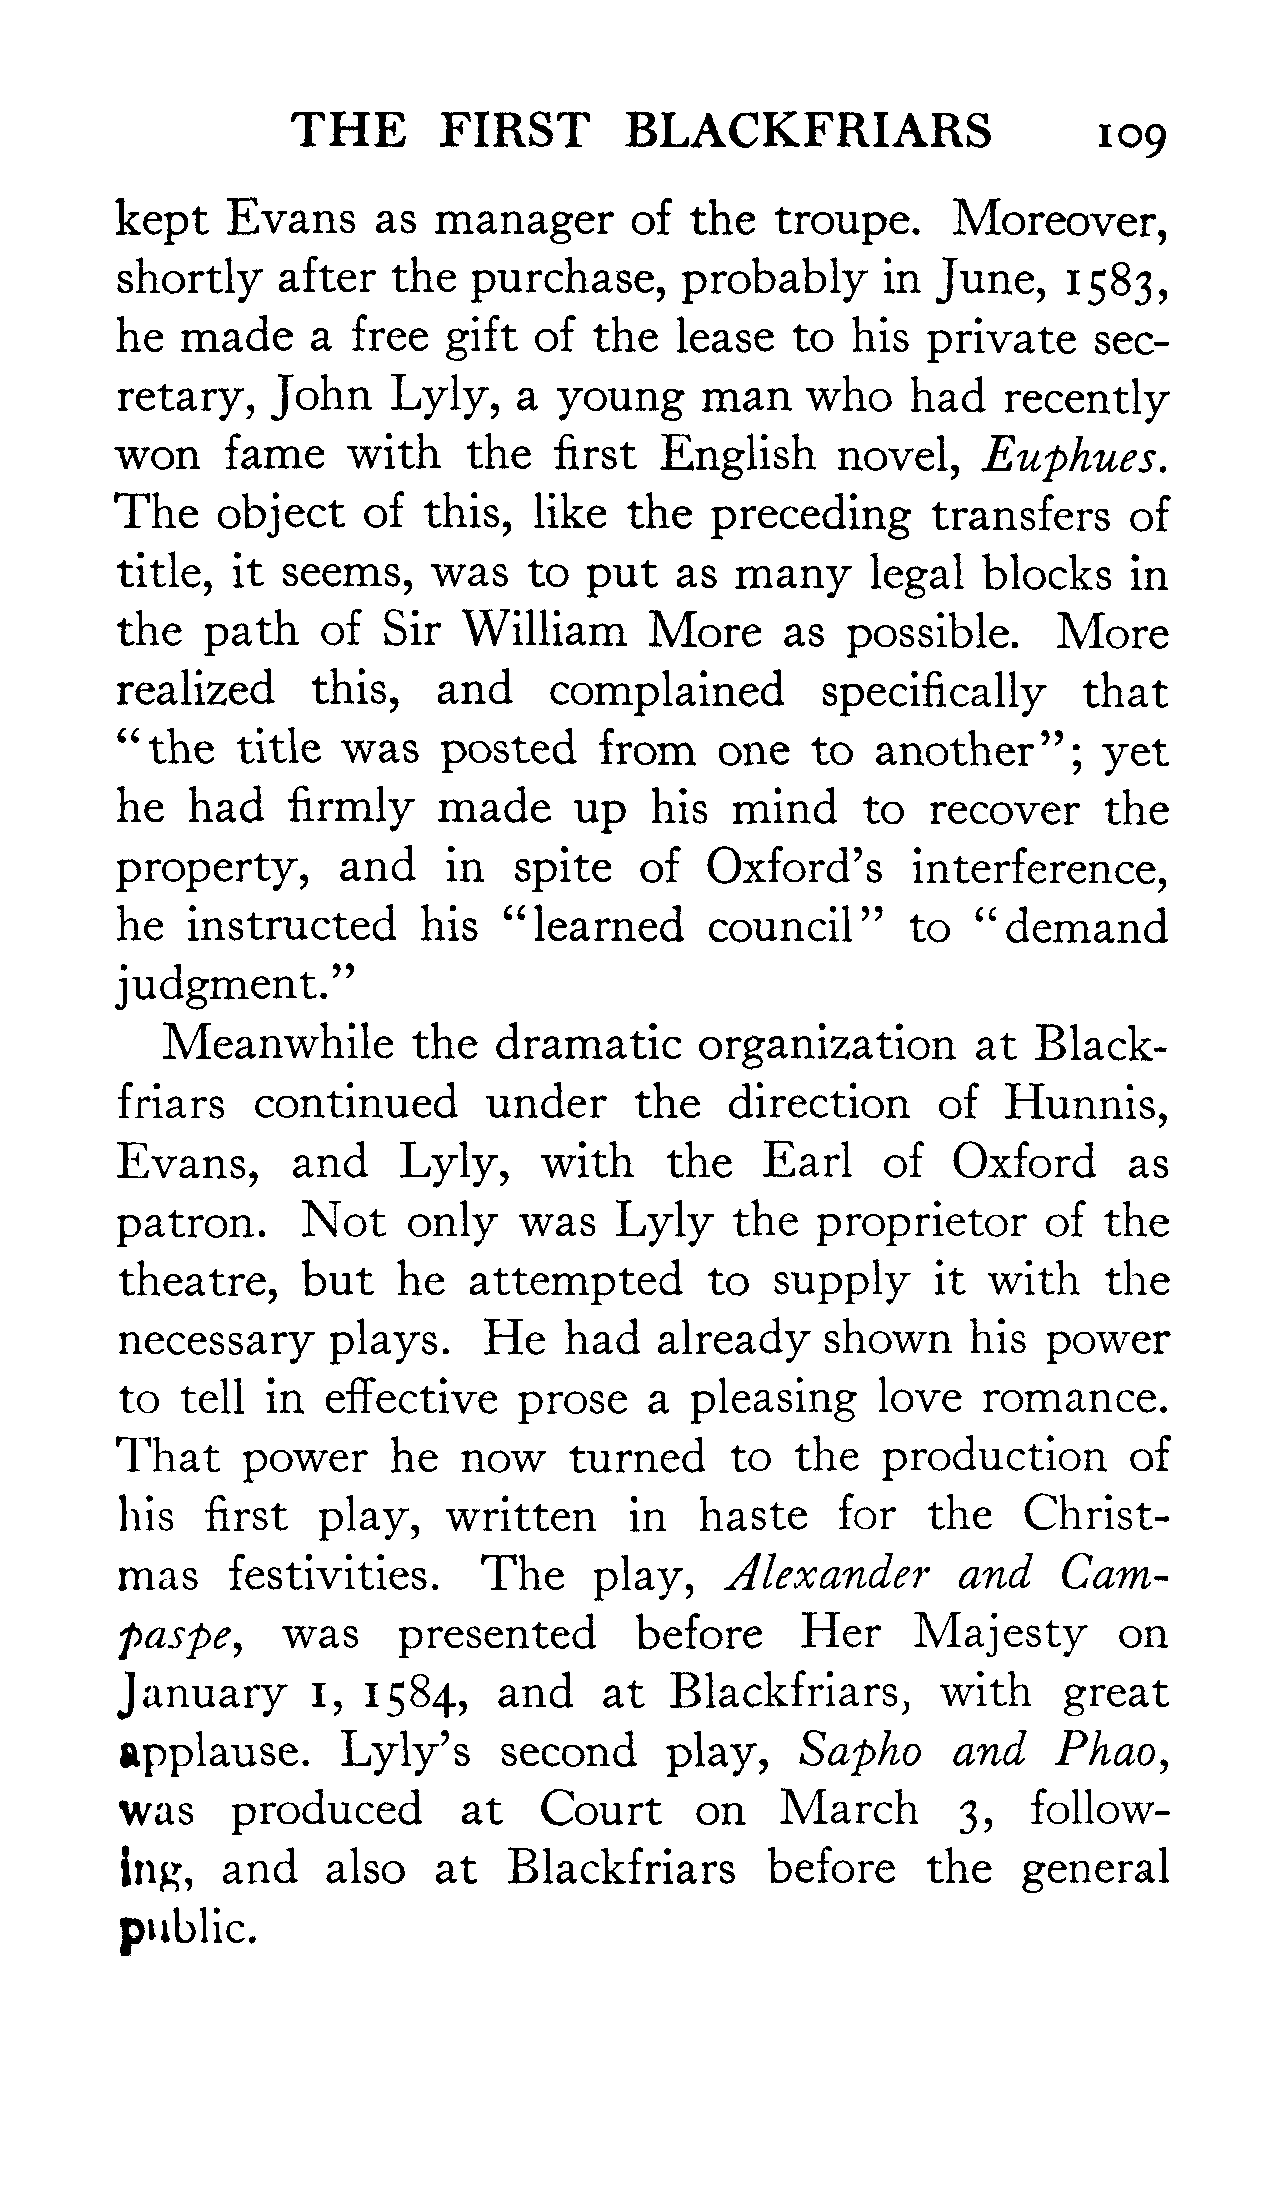 THE FIRST BLACKFRIARS 109
kept Evans as manager of the troupe. Moreover,
shortly after the purchase, probably in June, 1583,
he made a free gift of the lease to his private sec-
retary, John Lyly, a young man who had recently
won fame with the first English novel, Euphues.
The object of this, like the preceding transfers of
title, it seems, was to put as many legal blocks in
the path of Sir William More as possible. More
realized this, and complained specifically that
“the title was posted from one to another”; yet
he had firmly made up his mind to recover the
property, and in spite of Oxford’s interference,
he instructed his “learned council” to “demand
judgment.”
Meanwhile the dramatic organization at Black-
friars continued under the direction of Hunnis,
Evans, and Lyly, with the Earl of Oxford as
patron. Not only was Lyly the proprietor of the
theatre, but he attempted to supply it with the
necessary plays. He had already shown his power
to tell in effective prose a pleasing love romance.
That power he now turned to the production of
his first play, written in haste for the Christ-
mas festivities. The play, Alexander and Cam-
paspe, was presented before Her Majesty on
January 1, 1584, and at Blackfriars, with great
applause. Lyly’s second play, Sapho and Phao,
was produced at Court on March 3, follow-
ing, and also at Blackfriars before the general
public.